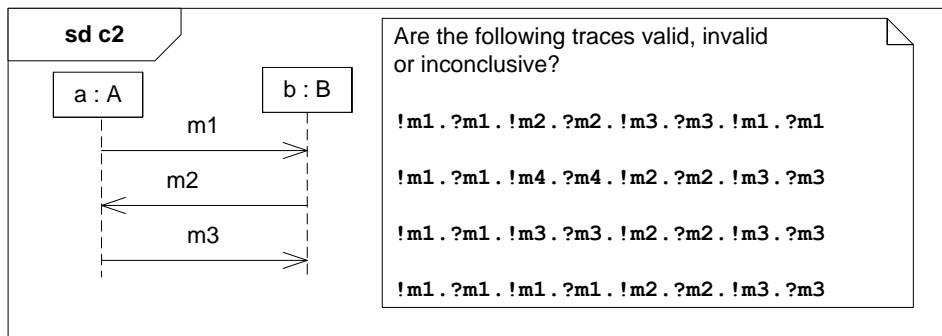 sd c2
Are the following traces valid, invalid
or inconclusive?
a : A
b : B
m1
m2
m3
!m1.?m1.!m2.?m2.!m3.?m3.!m1.?m1
!m1.?m1.!m4.?m4.!m2.?m2.!m3.?m3
!m1.?m1.!m3.?m3.!m2.?m2.!m3.?m3
!m1.?m1.!m1.?m1.!m2.?m2.!m3.?m3